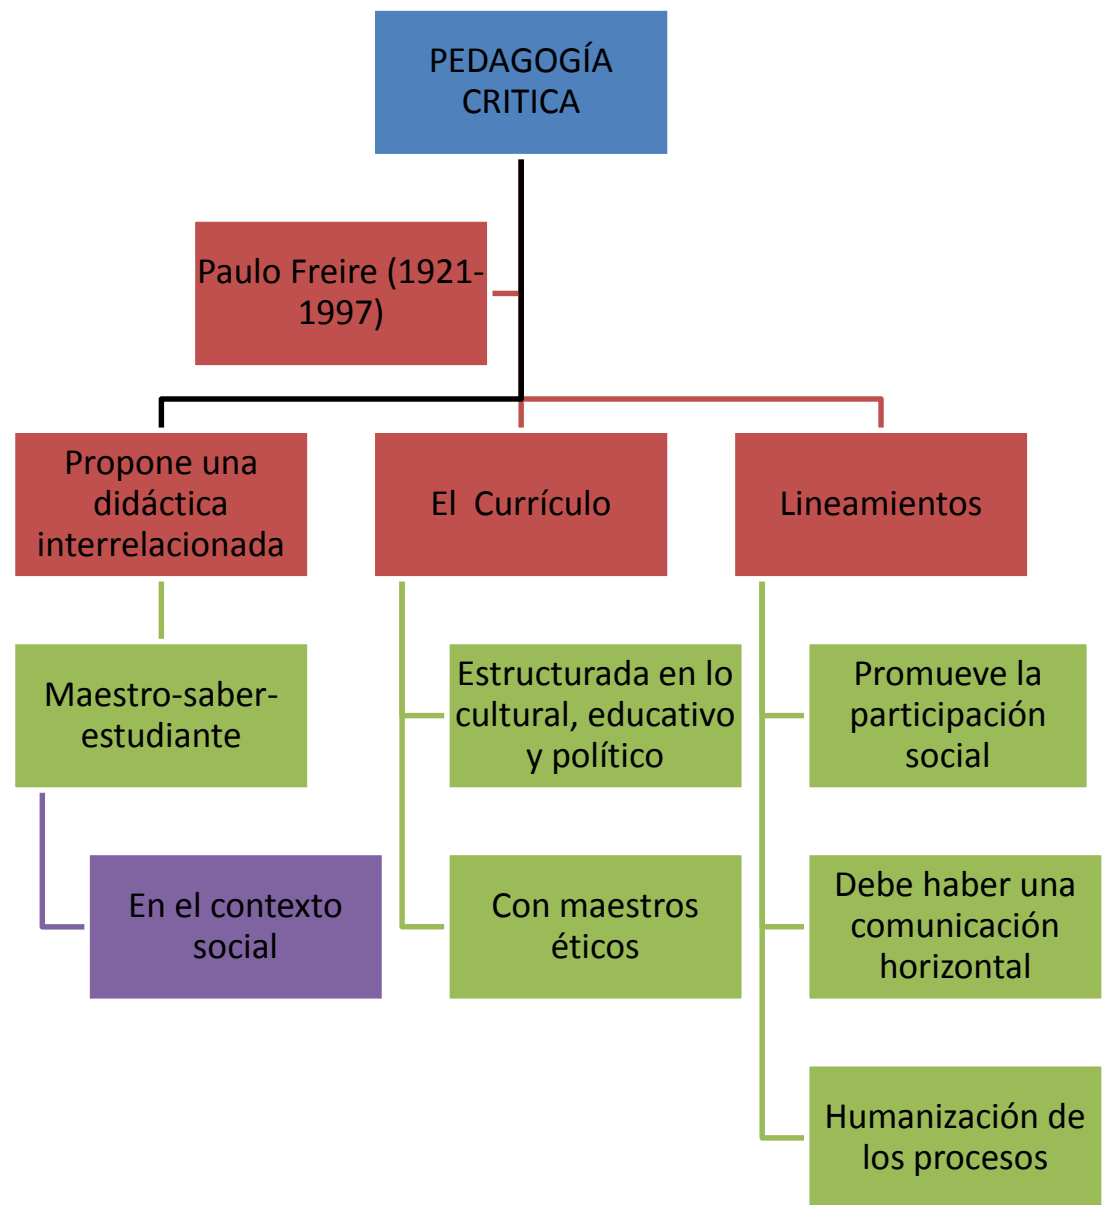 PEDAGOGÍA
CRITICA
Paulo Freire (1921-
1997)
Propone una
didáctica
interrelacionada
El Currículo
Lineamientos
Maestro-saber-
estudiante
Estructurada en lo
cultural, educativo
y político
Promueve la
participación
social
En el contexto
social
Con maestros
éticos
Debe haber una
comunicación
horizontal
Humanización de
los procesos